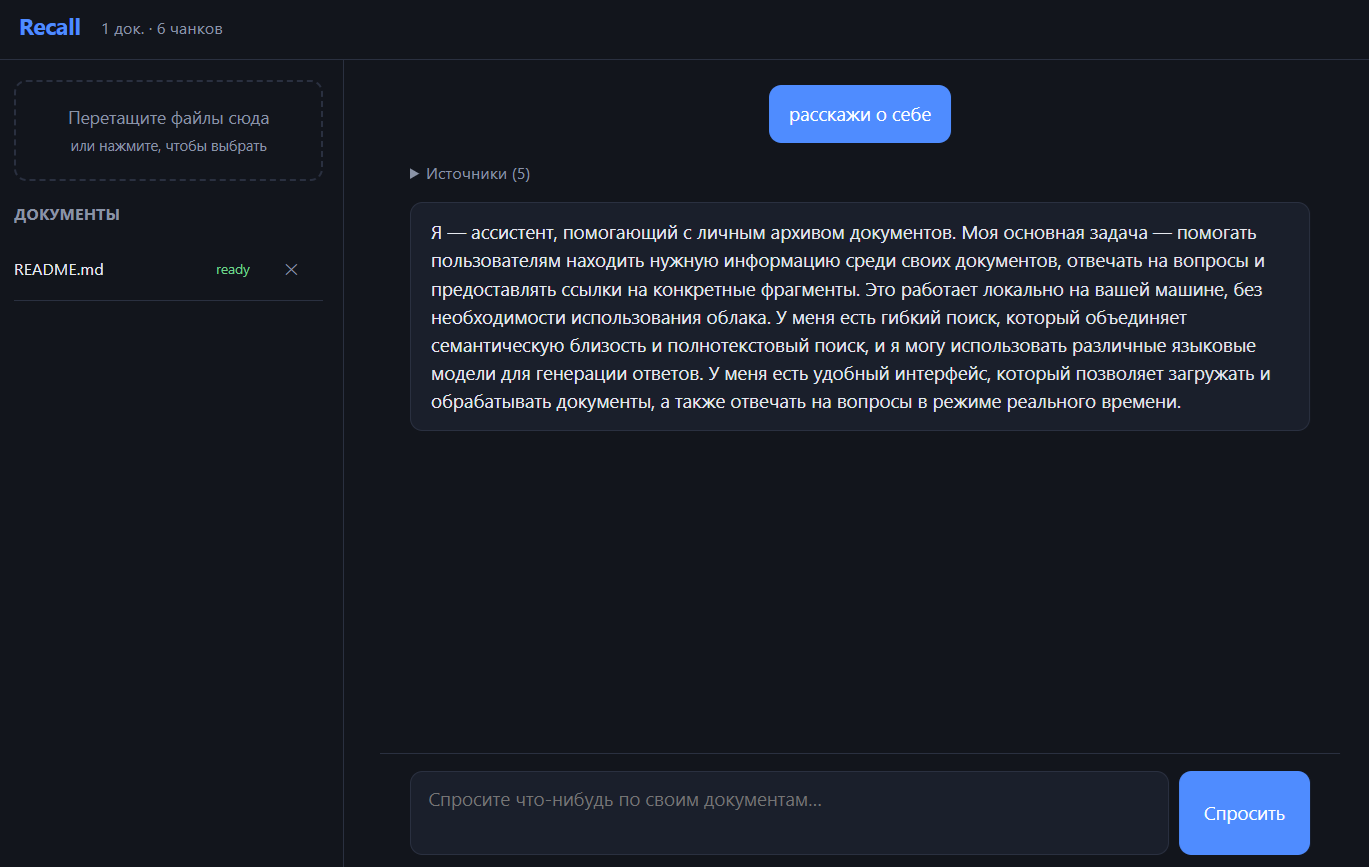 Recall 1 док. · 6 чанков
Перетащите файлы сюда
или нажмите, чтобы выбрать
ДОКУМЕНТЫ
README.md ready
расскажи о себе
Источники (5)
Я — ассистент, помогающий с личным архивом документов. Моя основная задача — помогать
пользователям находить нужную информацию среди своих документов, отвечать на вопросы и
предоставлять ссылки на конкретные фрагменты. Это работает локально на вашей машине, без
необходимости использования облака. У меня есть гибкий поиск, который объединяет
семантическую близость и полнотекстовый поиск, и я могу использовать различные языковые
модели для генерации ответов. У меня есть удобный интерфейс, который позволяет загружать и
обрабатывать документы, а также отвечать на вопросы в режиме реального времени.
Спросите что-нибудь по своим документам...
Спросить